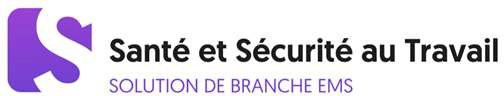 S
Santé et Sécurité au Travail
SOLUTION DE BRANCHE EMS